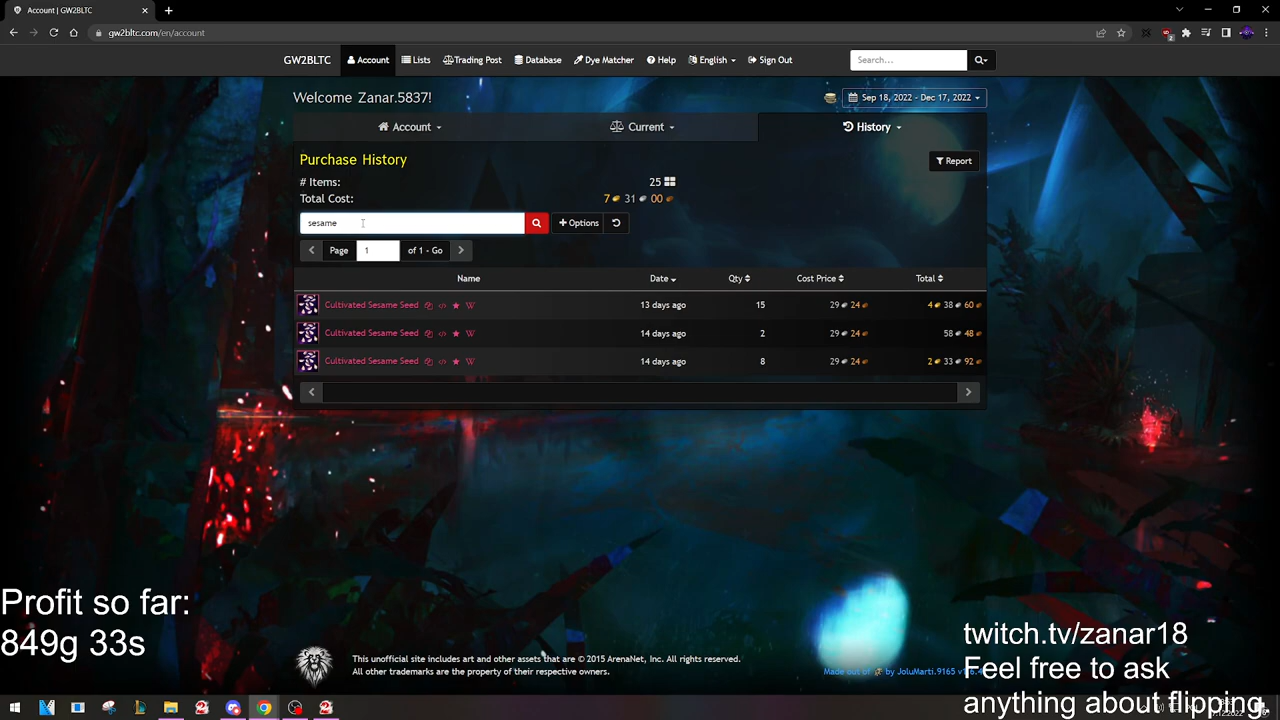 Account | GW2BLTC
gw2bltc.com/en/account
GW2BLTC Account Lists Trading Post Database Dye Matcher Help English Sign Out Search...
Welcome Zanar.5837! Sep 18, 2022 - Dec 17, 2022
Account Current History
Purchase History Report
# Items: 25
Total Cost: 7 31 00
sesame + Options
Page 1 of 1 - Go
Name Date Qty Cost Price Total
Cultivated Sesame Seed 13 days ago 15 29 24 4 38 60
Cultivated Sesame Seed 14 days ago 2 29 24 58 48
Cultivated Sesame Seed 14 days ago 8 29 24 2 33 92
Profit so far:
849g 33s
twitch.tv/zanar18
Feel free to ask
anything about flipping.
This unofficial site includes art and other assets that are © 2015 ArenaNet, Inc. All rights reserved.
All other trademarks are the property of their respective owners.
Made out of by JoluMarti.9165